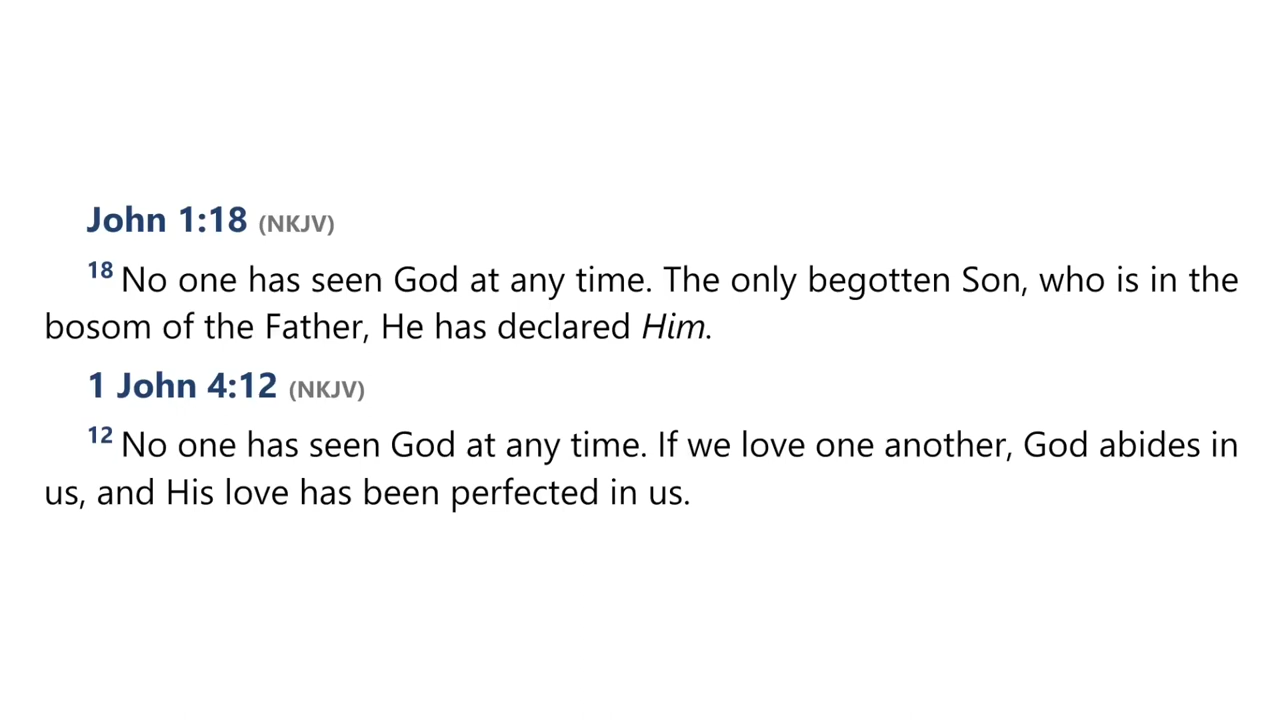 John 1:18 (NKJV)
18 No one has seen God at any time. The only begotten Son, who is in the
bosom of the Father, He has declared Him.
1 John 4:12 (NKJV)
12 No one has seen God at any time. If we love one another, God abides in
us, and His love has been perfected in us.